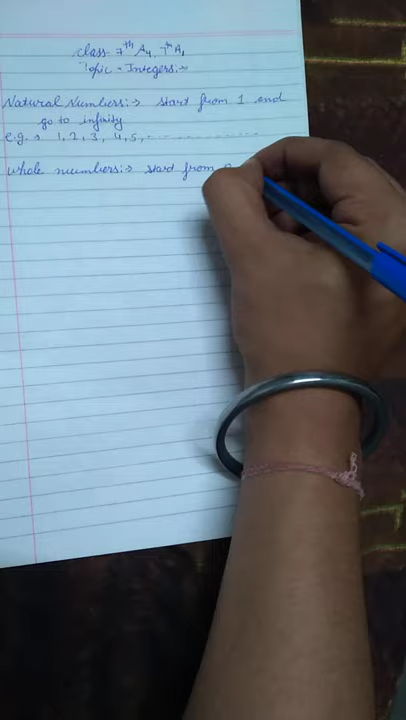 Class- 7th A4, 7th A1
Topic - Integers:->
Natural Numbers:-> start from 1 and
go to infinity
e.g. 1, 2, 3, 4, 5, - - - - - - - - - - - -
Whole numbers:-> start from